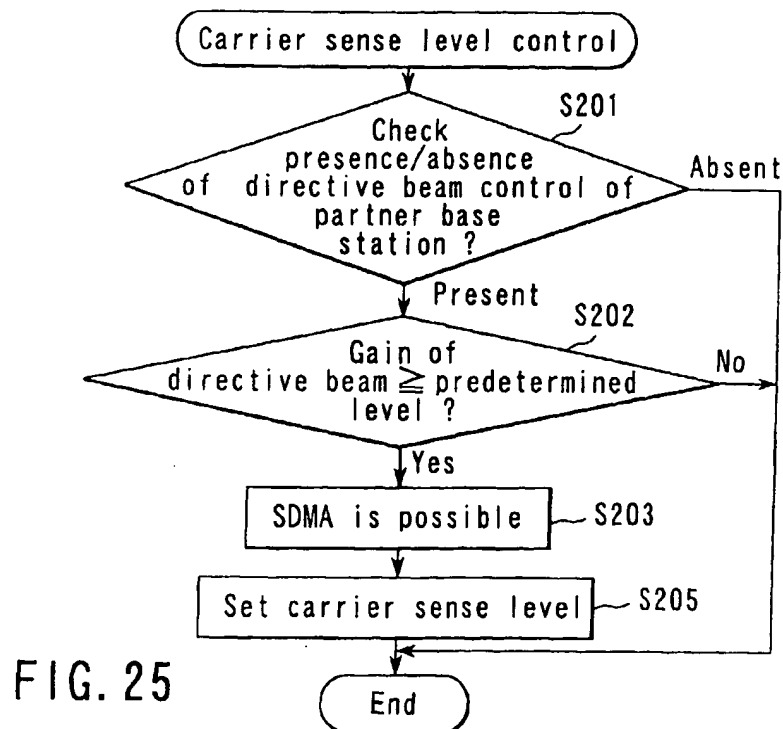 Carrier sense level control
S201
Check
presence/absence
of directive beam control of
partner base
station ?
Absent
Present
S202
Gain of
directive beam ≧ predetermined
level ?
No
Yes
SDMA is possible
S203
Set carrier sense level
S205
End
FIG. 25